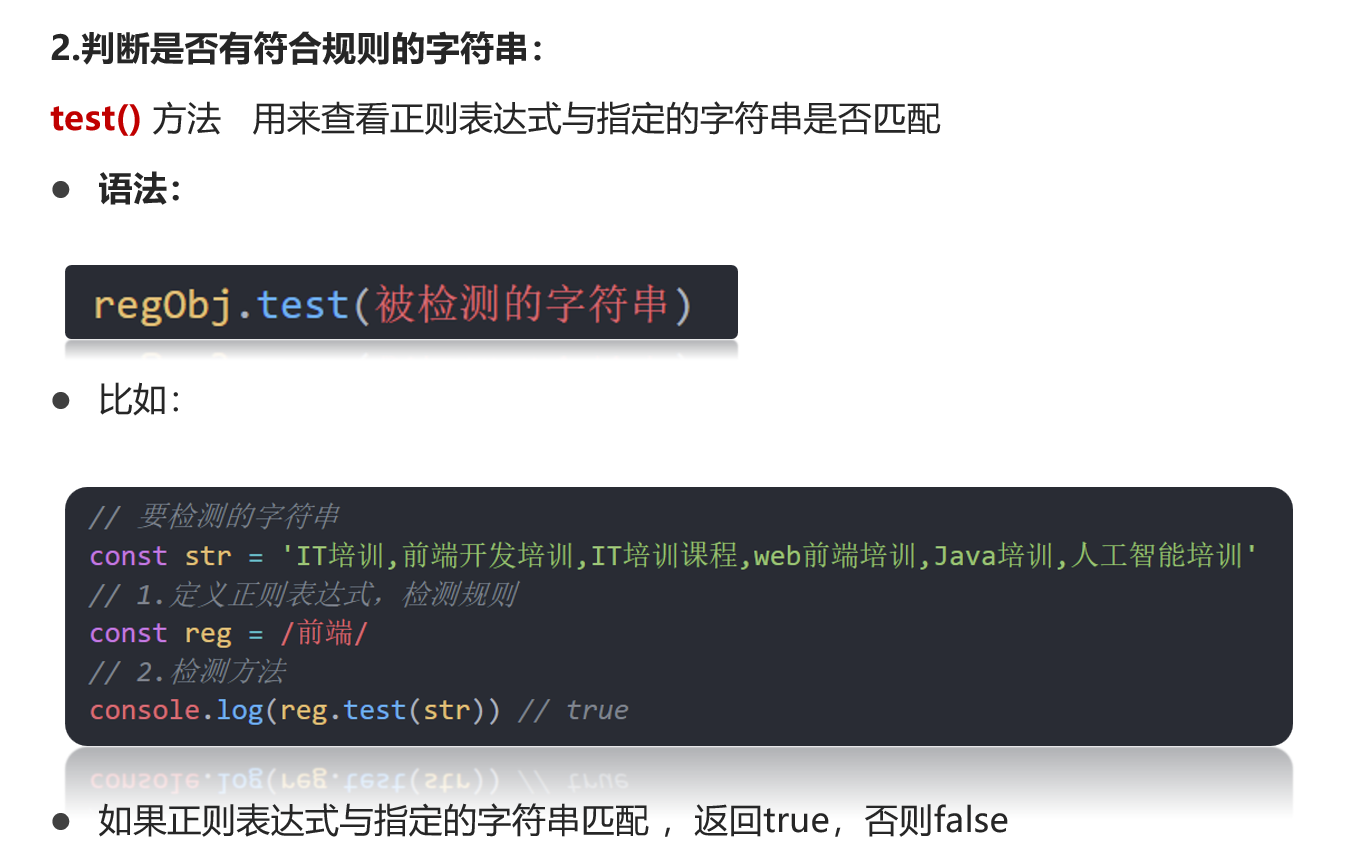 2.判断是否有符合规则的字符串：
test() 方法 用来查看正则表达式与指定的字符串是否匹配
● 语法：
regObj.test(被检测的字符串)
● 比如：
// 要检测的字符串
const str = 'IT培训,前端开发培训,IT培训课程,web前端培训,Java培训,人工智能培训'
// 1.定义正则表达式，检测规则
const reg = /前端/
// 2.检测方法
console.log(reg.test(str)) // true
● 如果正则表达式与指定的字符串匹配 ，返回true，否则false